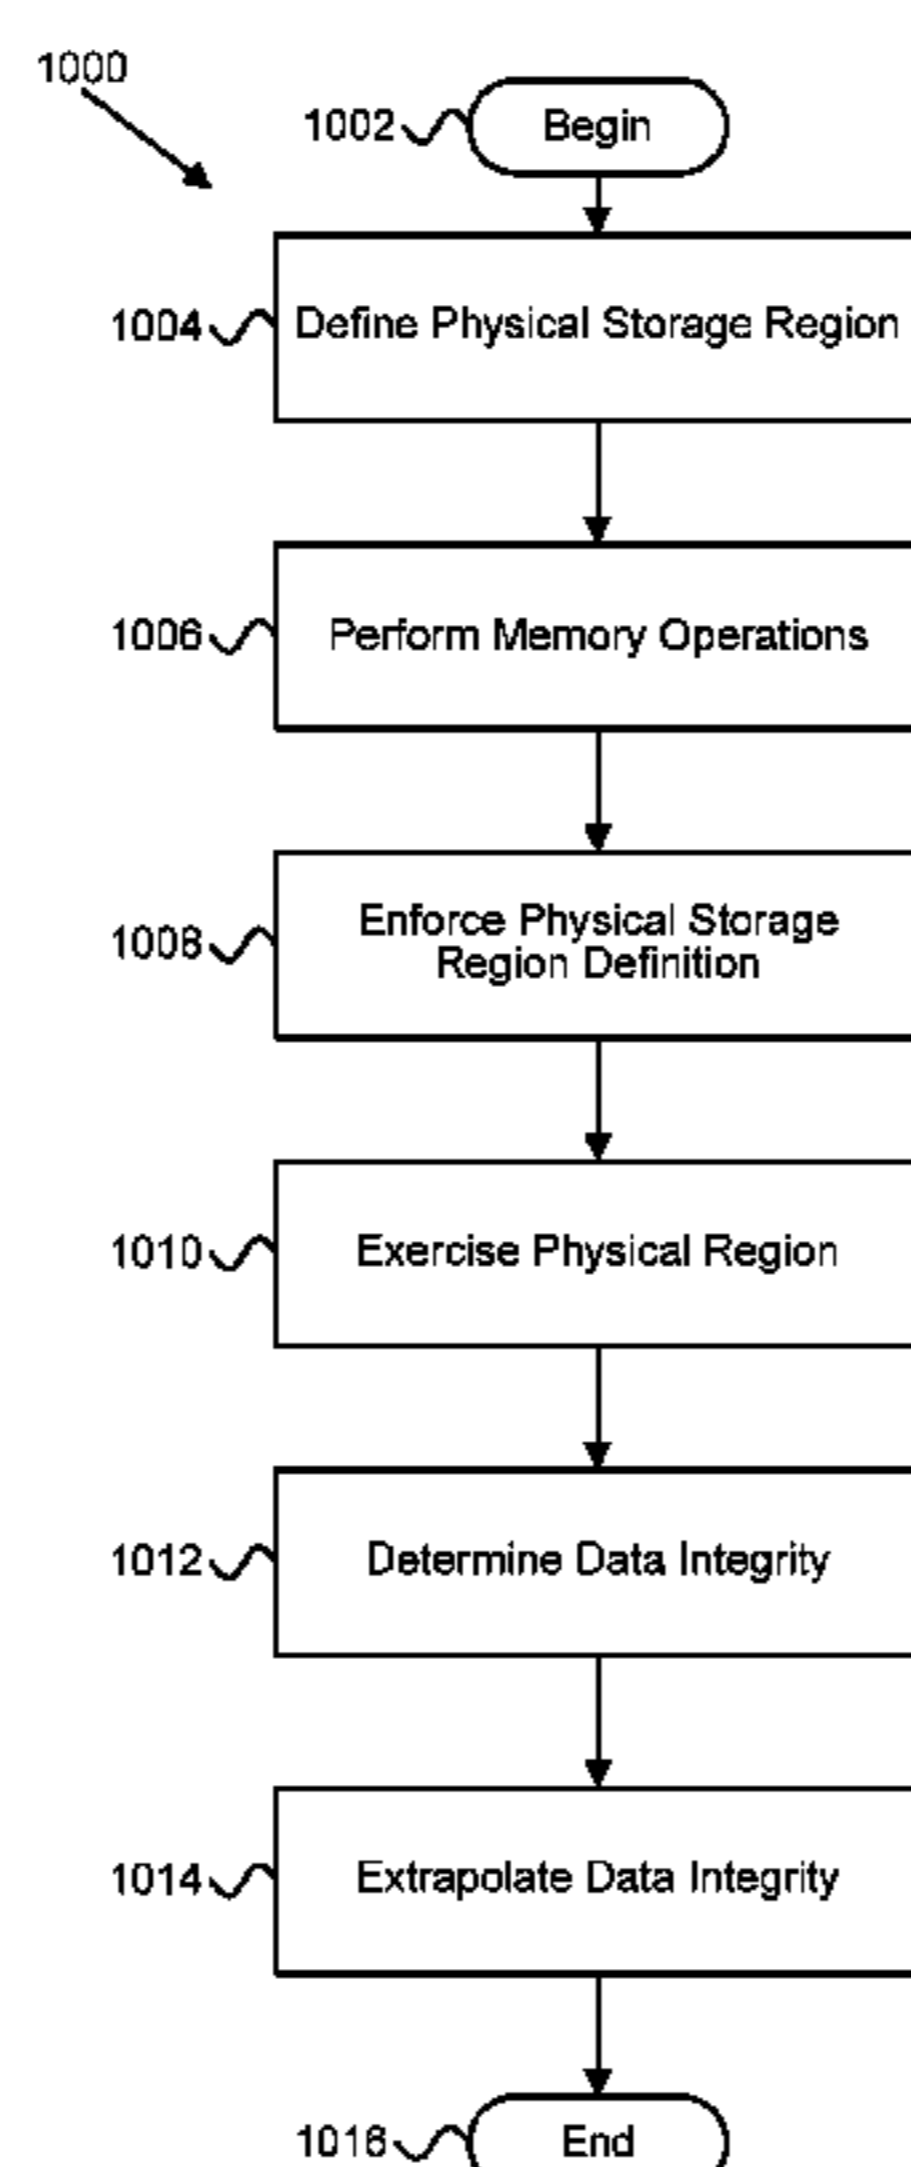 1000
1002
Begin
1004
Define Physical Storage Region
1006
Perform Memory Operations
1008
Enforce Physical Storage
Region Definition
1010
Exercise Physical Region
1012
Determine Data Integrity
1014
Extrapolate Data Integrity
1016
End